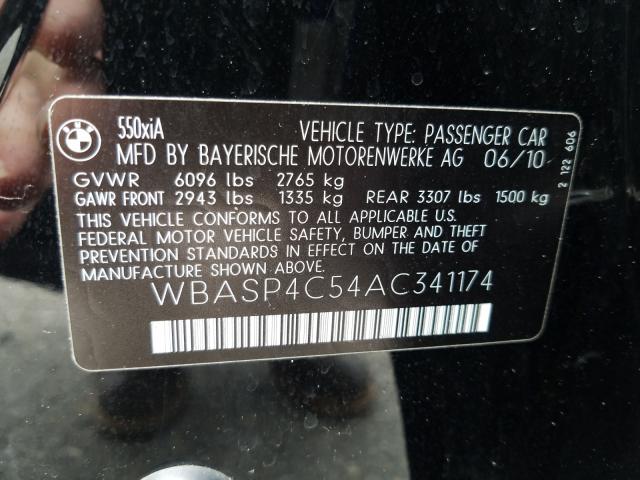 BMW
550xiA VEHICLE TYPE: PASSENGER CAR
MFD BY BAYERISCHE MOTORENWERKE AG 06/10
GVWR 6096 lbs 2765 kg
GAWR FRONT 2943 lbs 1335 kg REAR 3307 lbs 1500 kg
THIS VEHICLE CONFORMS TO ALL APPLICABLE U.S.
FEDERAL MOTOR VEHICLE SAFETY, BUMPER AND THEFT
PREVENTION STANDARDS IN EFFECT ON THE DATE OF
MANUFACTURE SHOWN ABOVE.
WBASP4C54AC341174
2 122 606